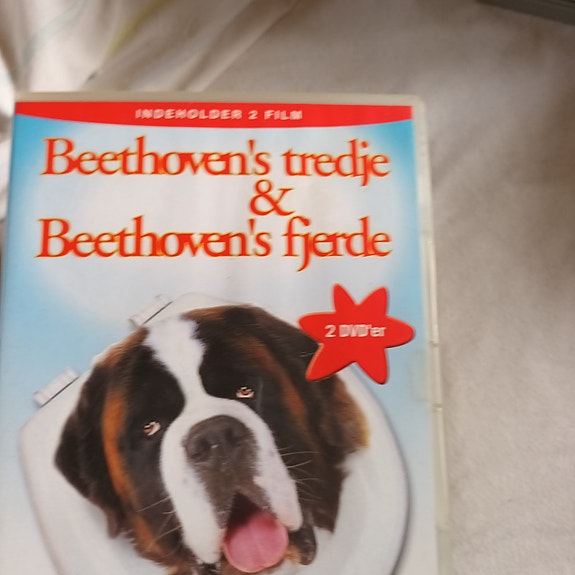 INDEHOLDER 2 FILM
Beethoven's tredje
&
Beethoven's fjerde
2 DVD'er